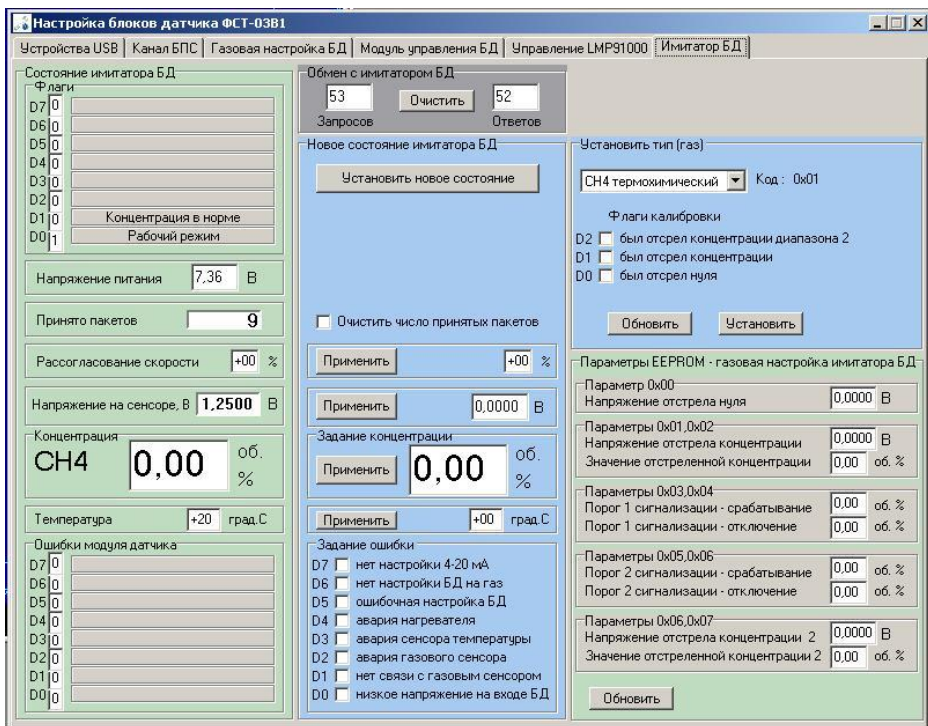 Настройка блоков датчика ФСТ-03В1
Устройства USB Канал БПС Газовая настройка БД Модуль управления БД Управление LMP91000 Имитатор БД
Состояние имитатора БД
Флаги
D7 0
D6 0
D5 0
D4 0
D3 0
D2 0
D1 0 Концентрация в норме
D0 1 Рабочий режим
Напряжение питания 7,36 В
Принято пакетов 9
Рассогласование скорости +00 %
Напряжение на сенсоре, В 1,2500 В
Концентрация
CH4 0,00 об. %
Температура +20 град.С
Ошибки модуля датчика
D7 0
D6 0
D5 0
D4 0
D3 0
D2 0
D1 0
D0 0
Обмен с имитатором БД
53 Очистить 52
Запросов Ответов
Новое состояние имитатора БД
Установить новое состояние
Очистить число принятых пакетов
Применить +00 %
Применить 0,0000 В
Задание концентрации
Применить 0,00 об. %
Применить +00 град.С
Задание ошибки
D7 нет настройки 4-20 мА
D6 нет настройки БД на газ
D5 ошибочная настройка БД
D4 авария нагревателя
D3 авария сенсора температуры
D2 авария газового сенсора
D1 нет связи с газовым сенсором
D0 низкое напряжение на входе БД
Установить тип (газ)
CH4 термохимический Код : 0x01
Флаги калибровки
D2 был отсрел концентрации диапазона 2
D1 был отсрел концентрации
D0 был отсрел нуля
Обновить Установить
Параметры EEPROM - газовая настройка имитатора БД
Параметр 0x00
Напряжение отстрела нуля 0,0000 В
Параметры 0x01,0x02
Напряжение отстрела концентрации 0,0000 В
Значение отстреленной концентрации 0,00 об. %
Параметры 0x03,0x04
Порог 1 сигнализации - срабатывание 0,00 об. %
Порог 1 сигнализации - отключение 0,00 об. %
Параметры 0x05,0x06
Порог 2 сигнализации - срабатывание 0,00 об. %
Порог 2 сигнализации - отключение 0,00 об. %
Параметры 0x06,0x07
Напряжение отстрела концентрации 2 0,0000 В
Значение отстреленной концентрации 2 0,00 об. %
Обновить